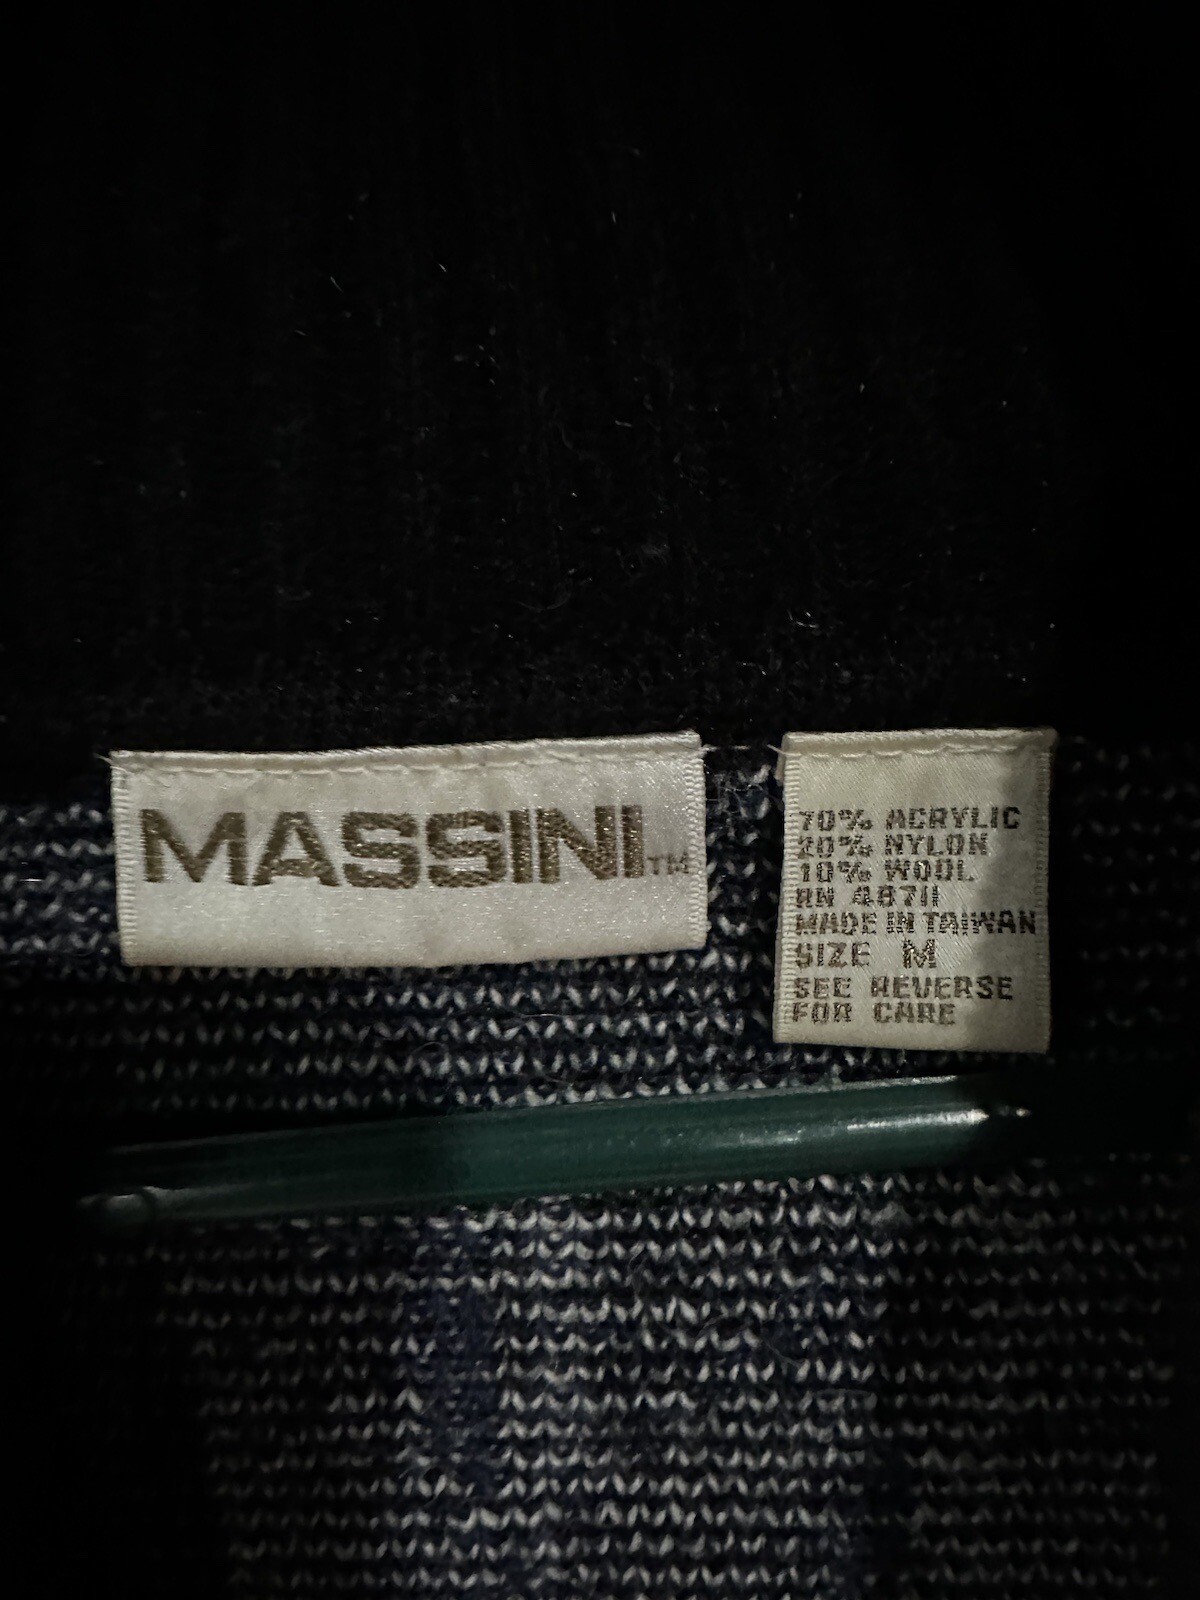 MASSINI TM
70% ACRYLIC
20% NYLON
10% WOOL
RN 48711
MADE IN TAIWAN
SIZE M
SEE REVERSE
FOR CARE